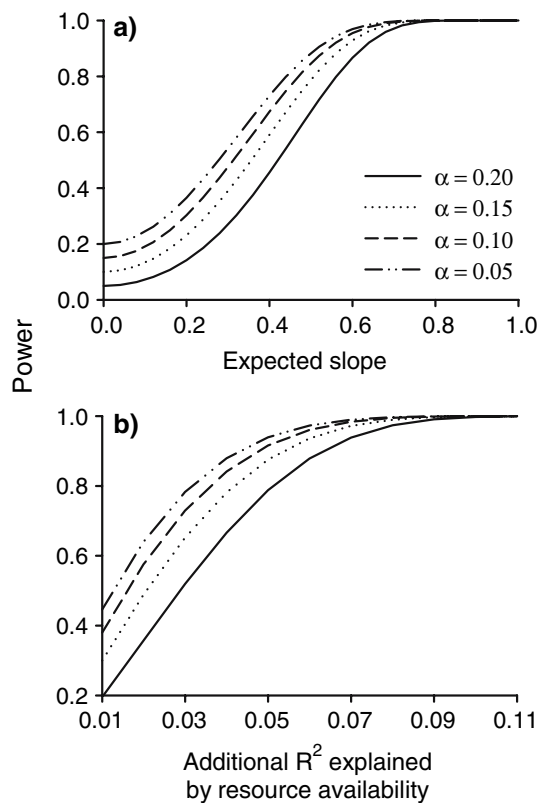 a)
1.0
0.8
0.6
0.4
0.2
0.0
α = 0.20
α = 0.15
α = 0.10
α = 0.05
0.0 0.2 0.4 0.6 0.8 1.0
Expected slope
Power
b)
1.0
0.8
0.6
0.4
0.2
0.01 0.03 0.05 0.07 0.09 0.11
Additional R² explained
by resource availability